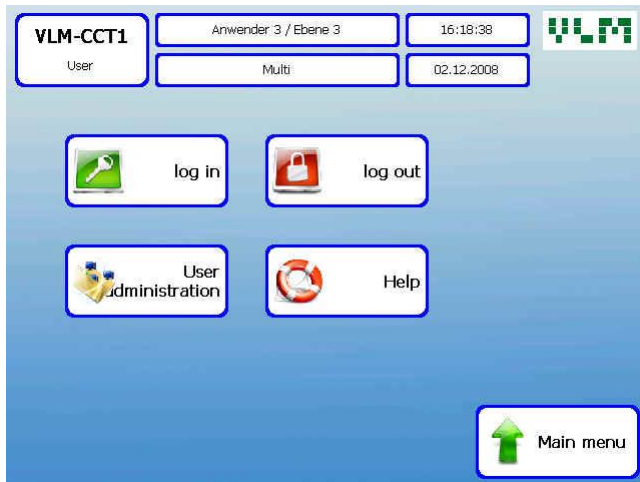 VLM-CCT1
User
Anwender 3 / Ebene 3
16:18:38
VLM
Multi
02.12.2008
log in
log out
User
administration
Help
Main menu